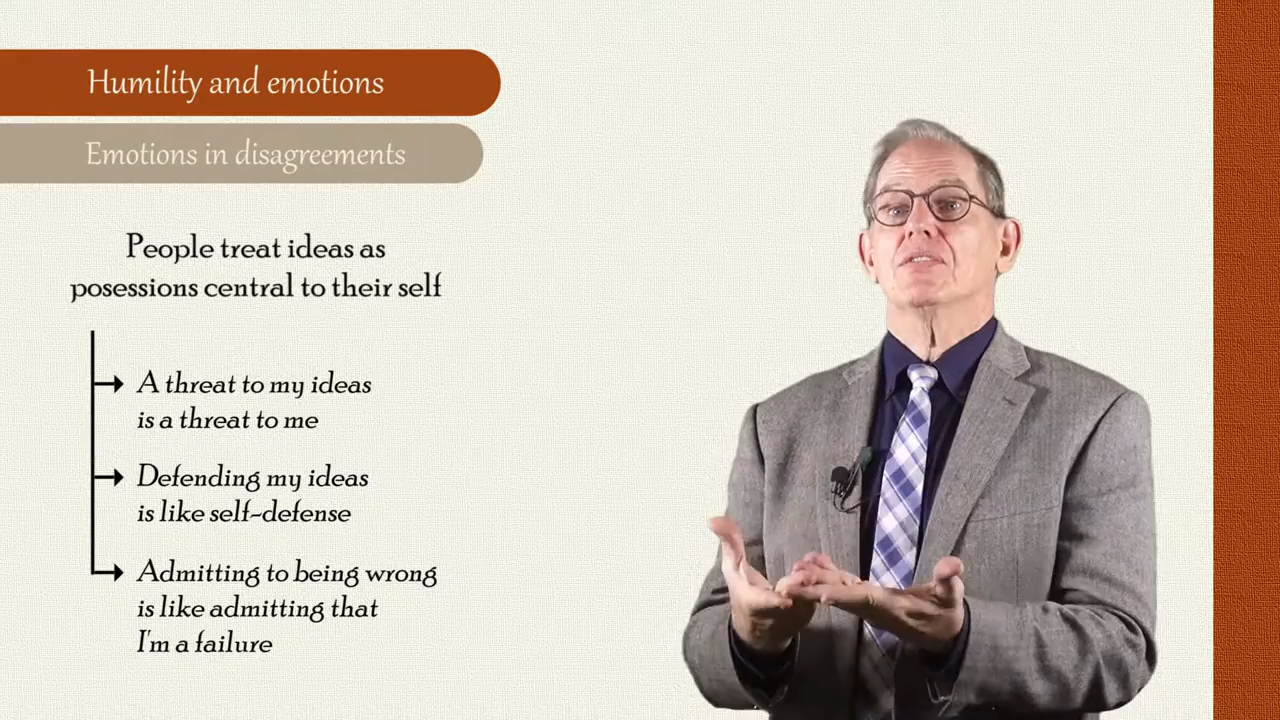 Humility and emotions
Emotions in disagreements
People treat ideas as
posessions central to their self
A threat to my ideas
is a threat to me
Defending my ideas
is like self-defense
Admitting to being wrong
is like admitting that
I'm a failure